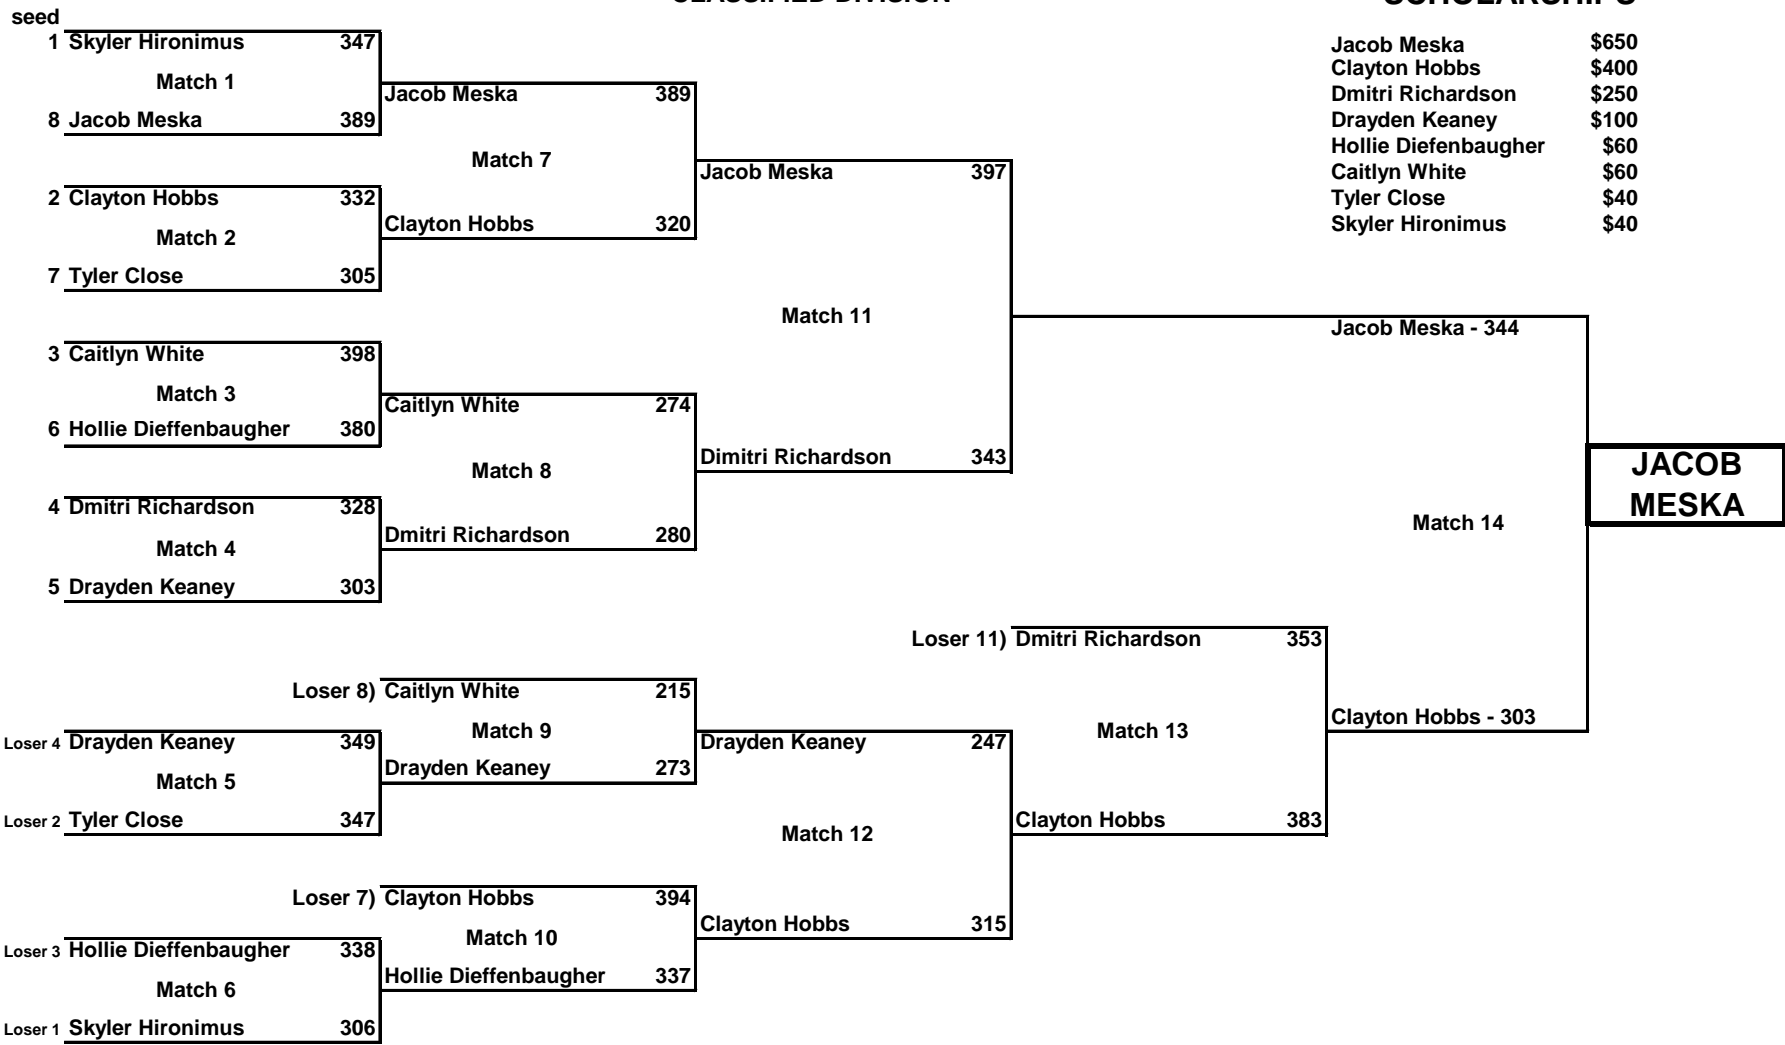 seed
1 Skyler Hironimus 347
Match 1
8 Jacob Meska 389
2 Clayton Hobbs 332
Match 2
7 Tyler Close 305
3 Caitlyn White 398
Match 3
6 Hollie Dieffenbaugher 380
4 Dmitri Richardson 328
Match 4
5 Drayden Keaney 303
Loser 4 Drayden Keaney 349
Match 5
Loser 2 Tyler Close 347
Loser 3 Hollie Dieffenbaugher 338
Match 6
Loser 1 Skyler Hironimus 306
Jacob Meska 389
Match 7
Clayton Hobbs 320
Caitlyn White 274
Match 8
Dmitri Richardson 280
Loser 8) Caitlyn White 215
Match 9
Drayden Keaney 273
Loser 7) Clayton Hobbs 394
Match 10
Hollie Dieffenbaugher 337
Jacob Meska 397
Match 11
Dimitri Richardson 343
Drayden Keaney 247
Match 12
Clayton Hobbs 315
Loser 11) Dmitri Richardson 353
Match 13
Clayton Hobbs 383
Jacob Meska - 344
Match 14
Clayton Hobbs - 303
JACOB
MESKA
Jacob Meska $650
Clayton Hobbs $400
Dmitri Richardson $250
Drayden Keaney $100
Hollie Diefenbaugher $60
Caitlyn White $60
Tyler Close $40
Skyler Hironimus $40